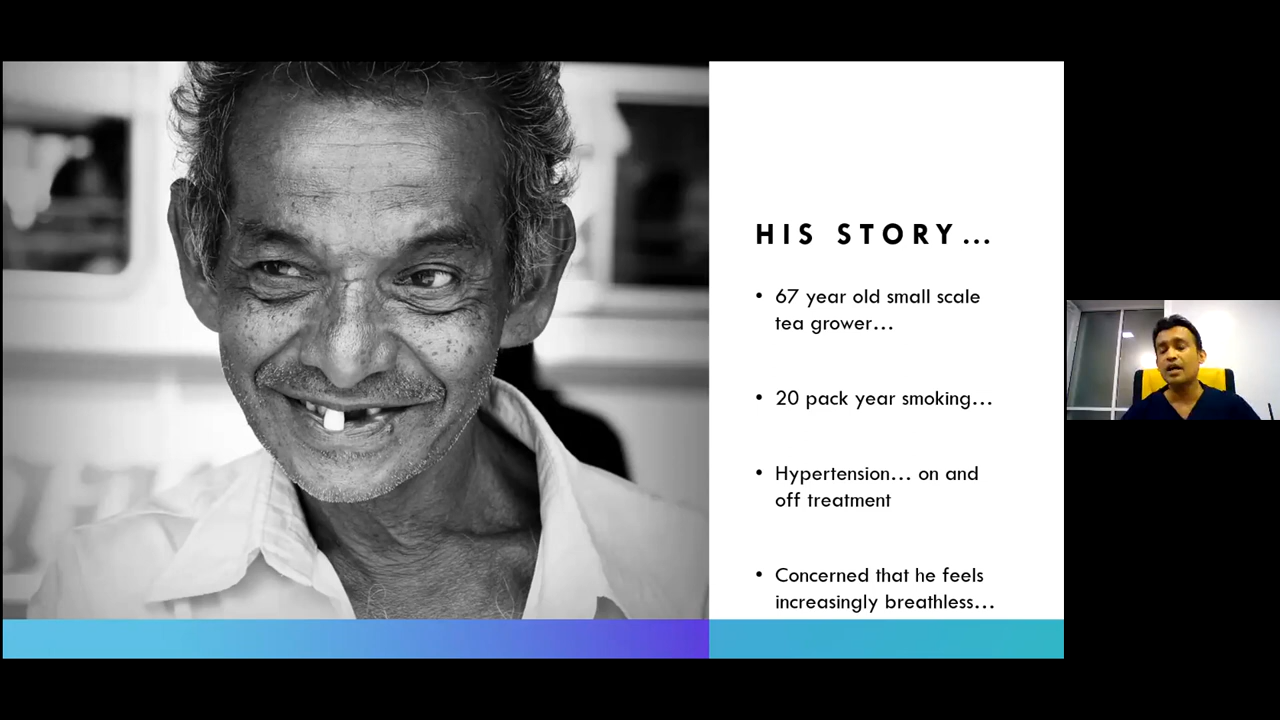 HIS STORY...
• 67 year old small scale
tea grower...
• 20 pack year smoking...
• Hypertension... on and
off treatment
• Concerned that he feels
increasingly breathless...